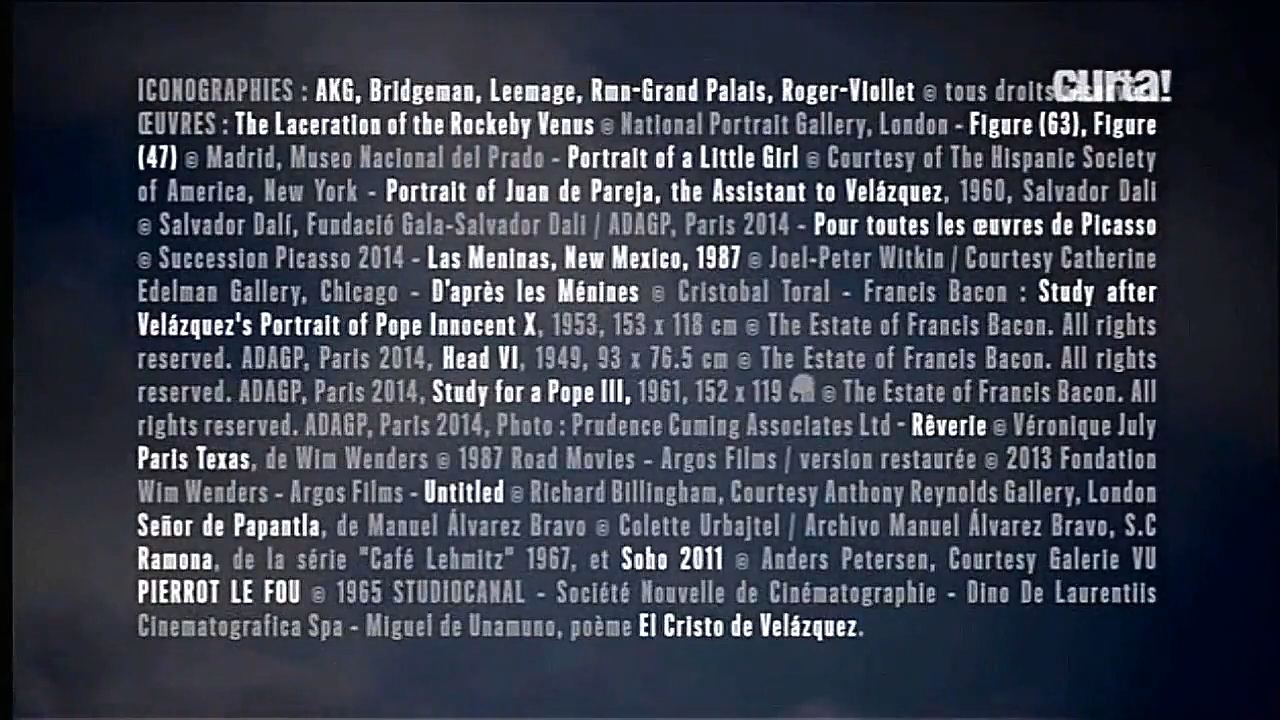 ICONOGRAPHIES : AKG, Bridgeman, Leemage, Rmn-Grand Palais, Roger-Viollet © tous droits
curta!
ŒUVRES : The Laceration of the Rockeby Venus © National Portrait Gallery, London - Figure (63), Figure
(47) © Madrid, Museo Nacional del Prado - Portrait of a Little Girl © Courtesy of The Hispanic Society
of America, New York - Portrait of Juan de Pareja, the Assistant to Velázquez, 1960, Salvador Dali
© Salvador Dalí, Fundació Gala-Salvador Dali / ADAGP, Paris 2014 - Pour toutes les œuvres de Picasso
© Succession Picasso 2014 - Las Meninas, New Mexico, 1987 © Joel-Peter Witkin / Courtesy Catherine
Edelman Gallery, Chicago - D'après les Ménines © Cristobal Toral - Francis Bacon : Study after
Velázquez's Portrait of Pope Innocent X, 1953, 153 x 118 cm © The Estate of Francis Bacon. All rights
reserved. ADAGP, Paris 2014, Head VI, 1949, 93 x 76.5 cm © The Estate of Francis Bacon. All rights
reserved. ADAGP, Paris 2014, Study for a Pope III, 1961, 152 x 119 cm © The Estate of Francis Bacon. All
rights reserved. ADAGP, Paris 2014, Photo : Prudence Cuming Associates Ltd - Rêverie © Véronique July
Paris Texas, de Wim Wenders © 1987 Road Movies - Argos Films / version restaurée © 2013 Fondation
Wim Wenders - Argos Films - Untitled © Richard Billingham, Courtesy Anthony Reynolds Gallery, London
Señor de Papantla, de Manuel Álvarez Bravo © Colette Urbajtel / Archivo Manuel Álvarez Bravo, S.C
Ramona, de la série "Café Lehmitz" 1967, et Soho 2011 © Anders Petersen, Courtesy Galerie VU
PIERROT LE FOU © 1965 STUDIOCANAL - Société Nouvelle de Cinématographie - Dino De Laurentiis
Cinematografica Spa - Miguel de Unamuno, poème El Cristo de Velázquez.